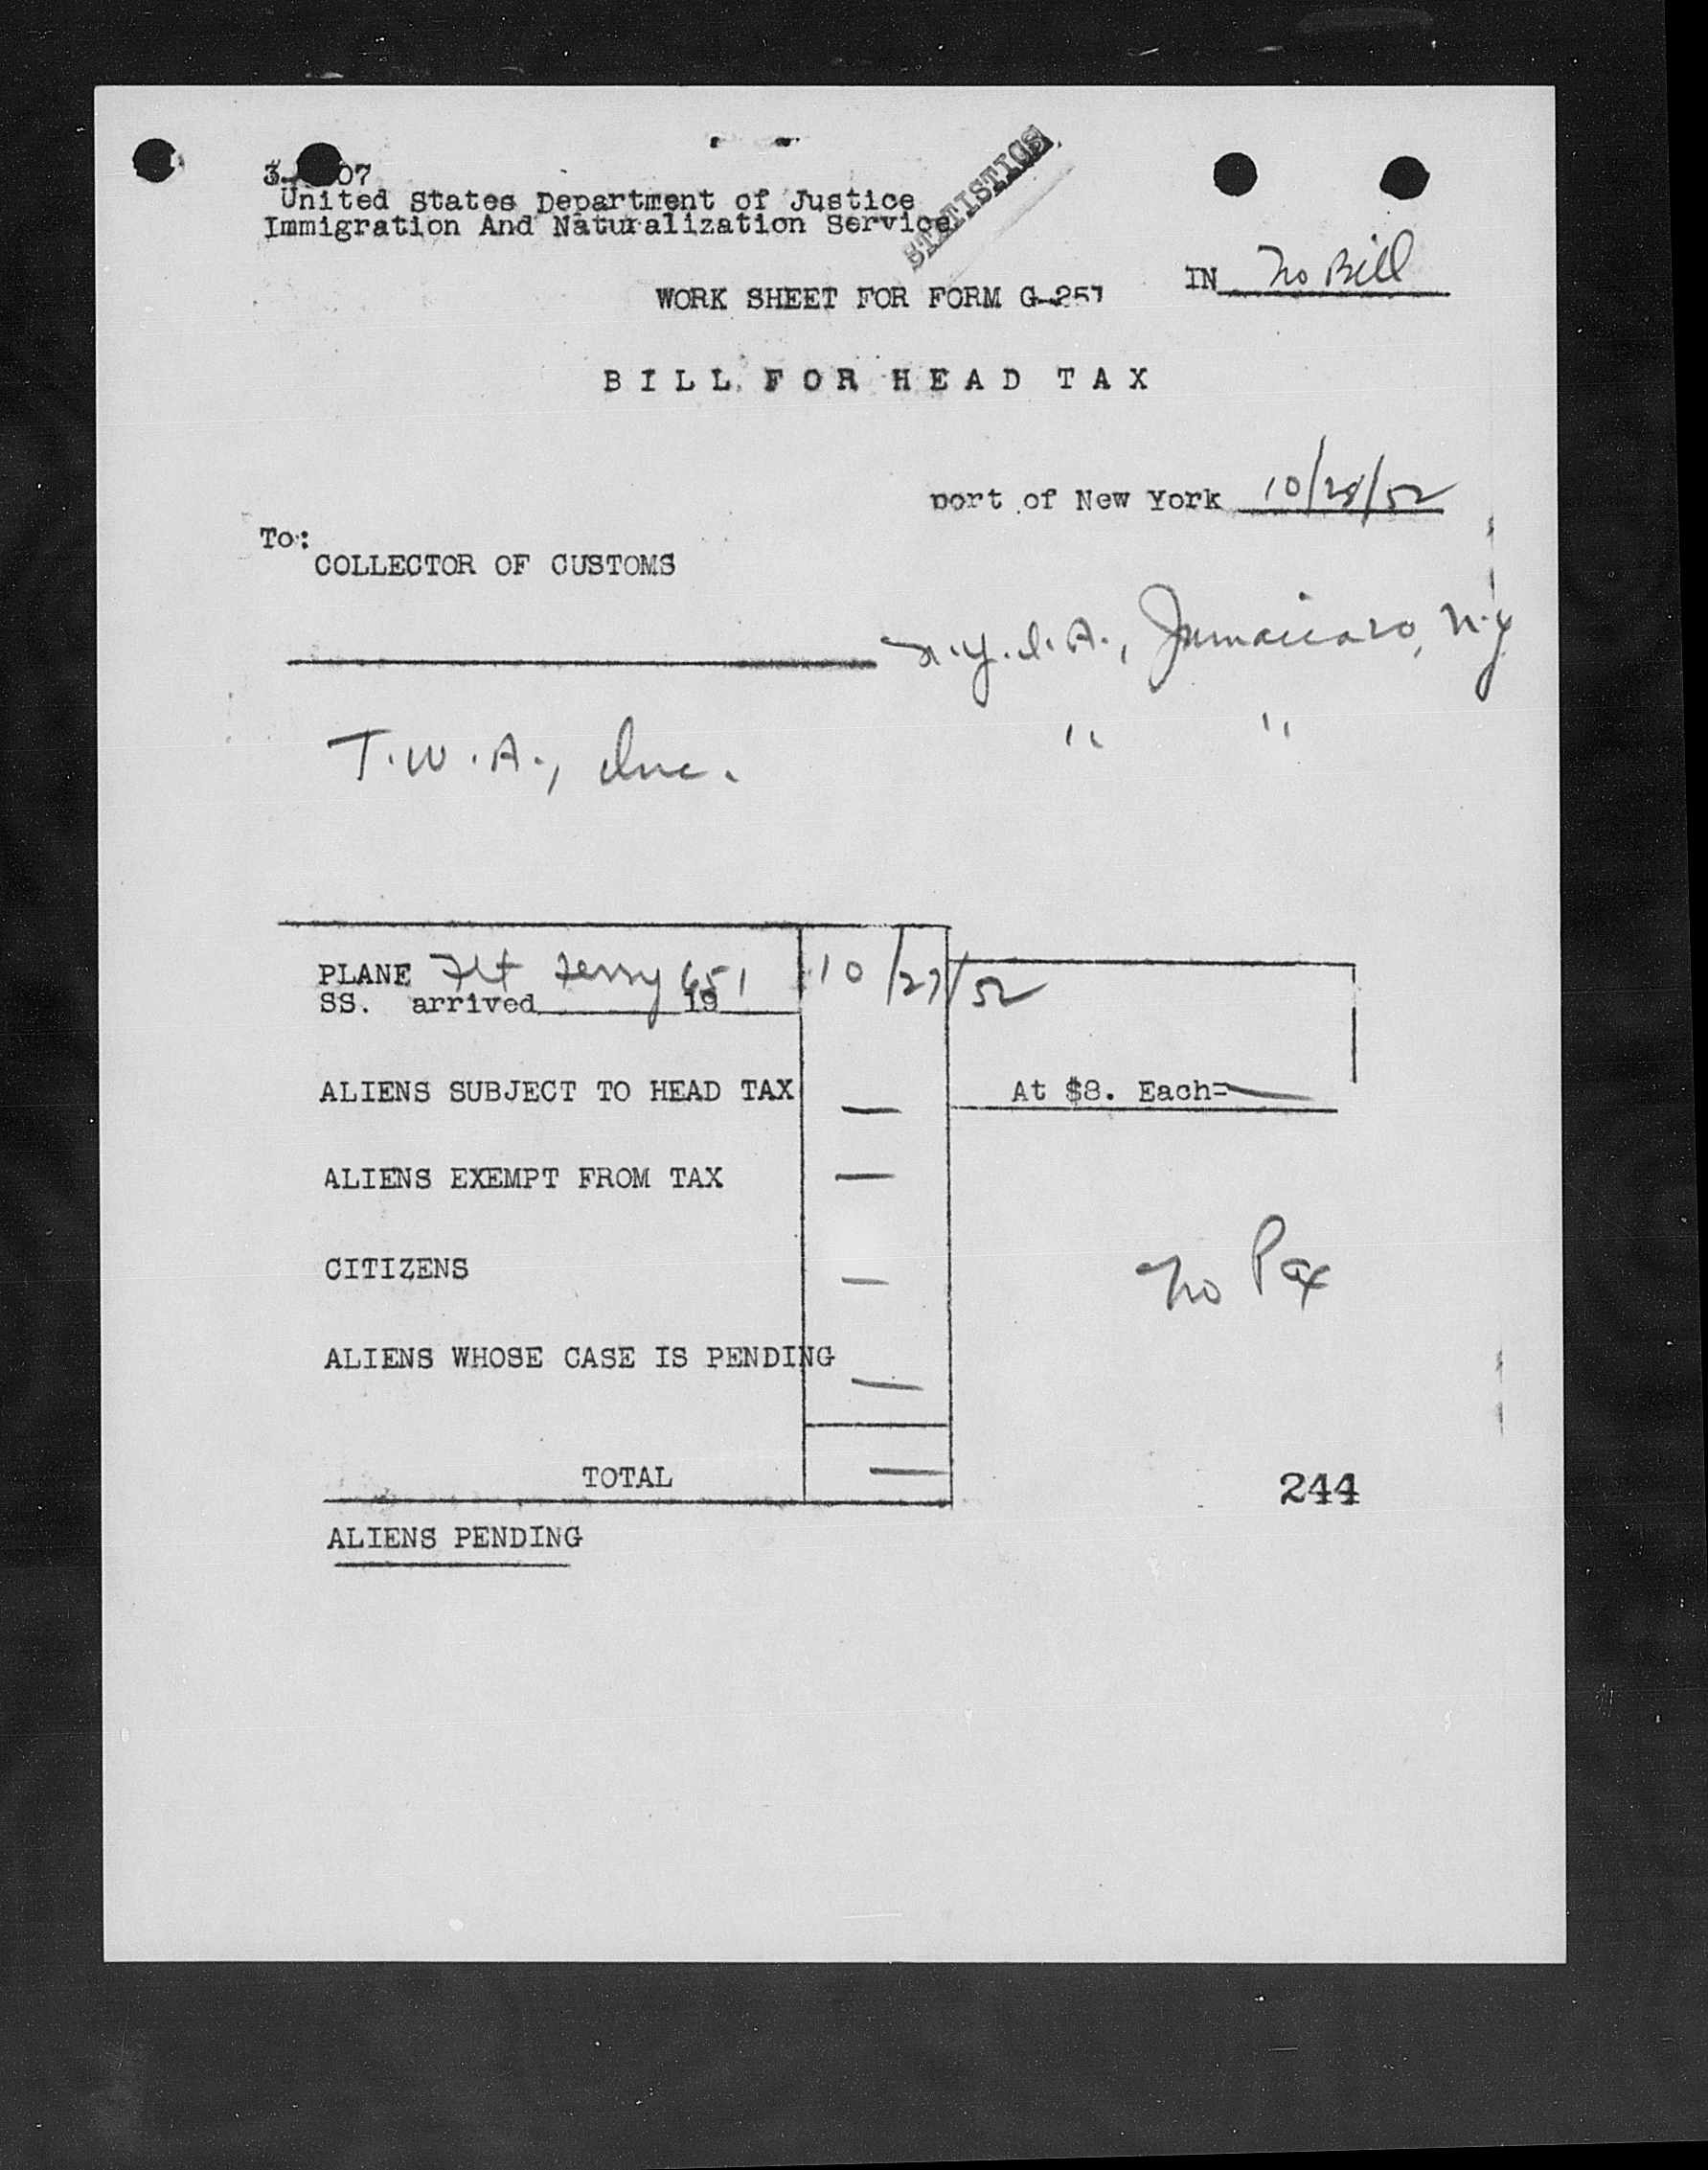 United States Department of Justice
Immigration And Naturalization Service
STATISTICS
IN No Bill
WORK SHEET FOR FORM G-257
BILL FOR HEAD TAX
port of New York 10/28/52
To:
COLLECTOR OF CUSTOMS
N.Y.I.A., Jamaica 20, N.Y
T.W.A., Inc. " "
PLANE Flt Ferry 651 10/27/52
SS. arrived 19
ALIENS SUBJECT TO HEAD TAX — At $8. Each= —
ALIENS EXEMPT FROM TAX —
CITIZENS —
No Pax
ALIENS WHOSE CASE IS PENDING —
TOTAL —
244
ALIENS PENDING